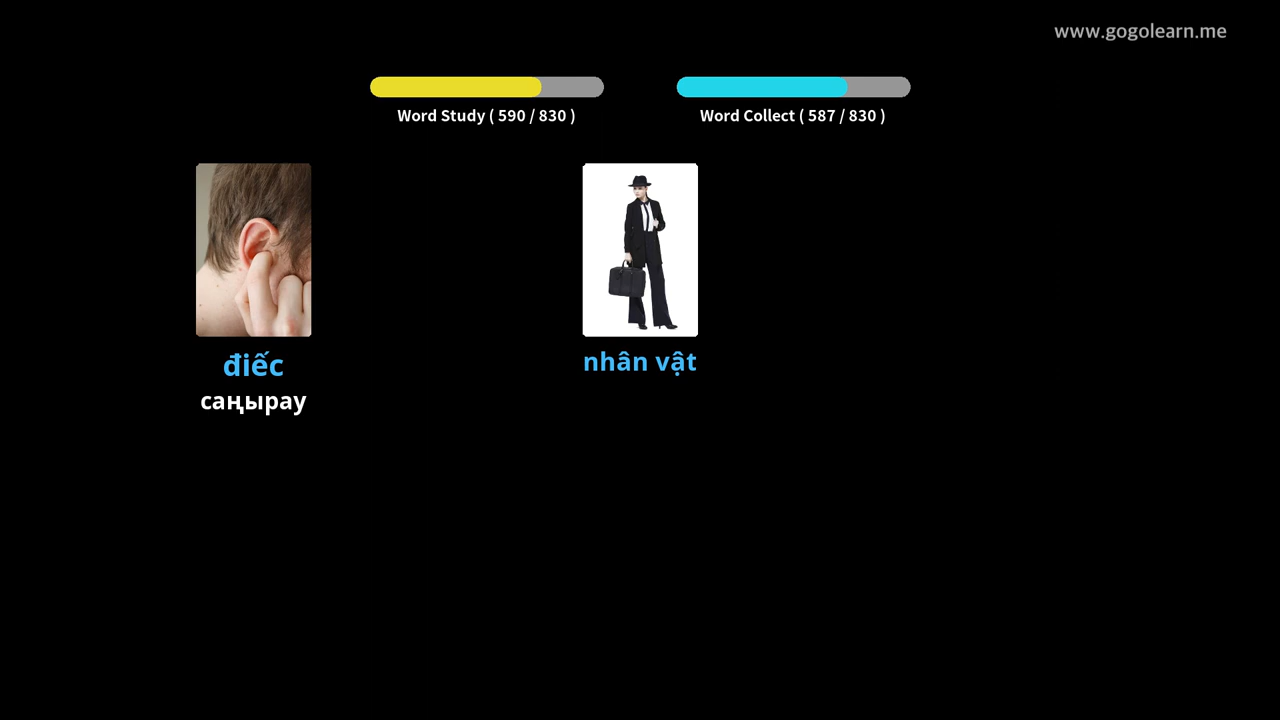 www.gogolearn.me
Word Study ( 590 / 830 )
Word Collect ( 587 / 830 )
điếc
саңырау
nhân vật